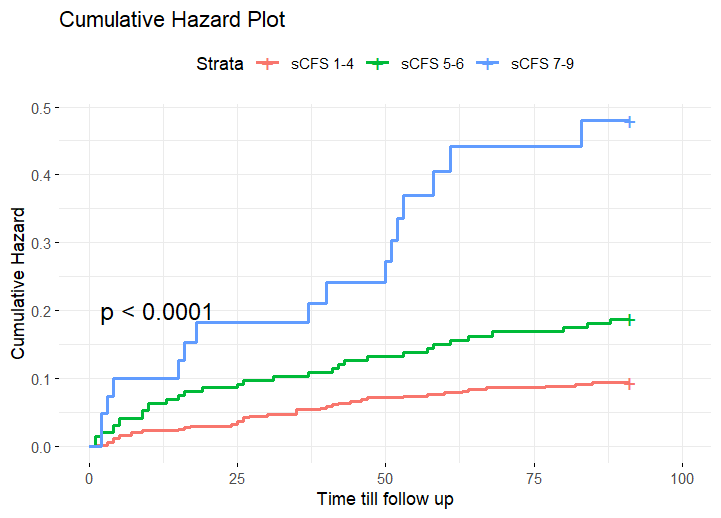 Cumulative Hazard Plot
Strata sCFS 1-4 sCFS 5-6 sCFS 7-9
0.5
0.4
0.3
0.2
0.1
0.0
Cumulative Hazard
p < 0.0001
0 25 50 75 100
Time till follow up